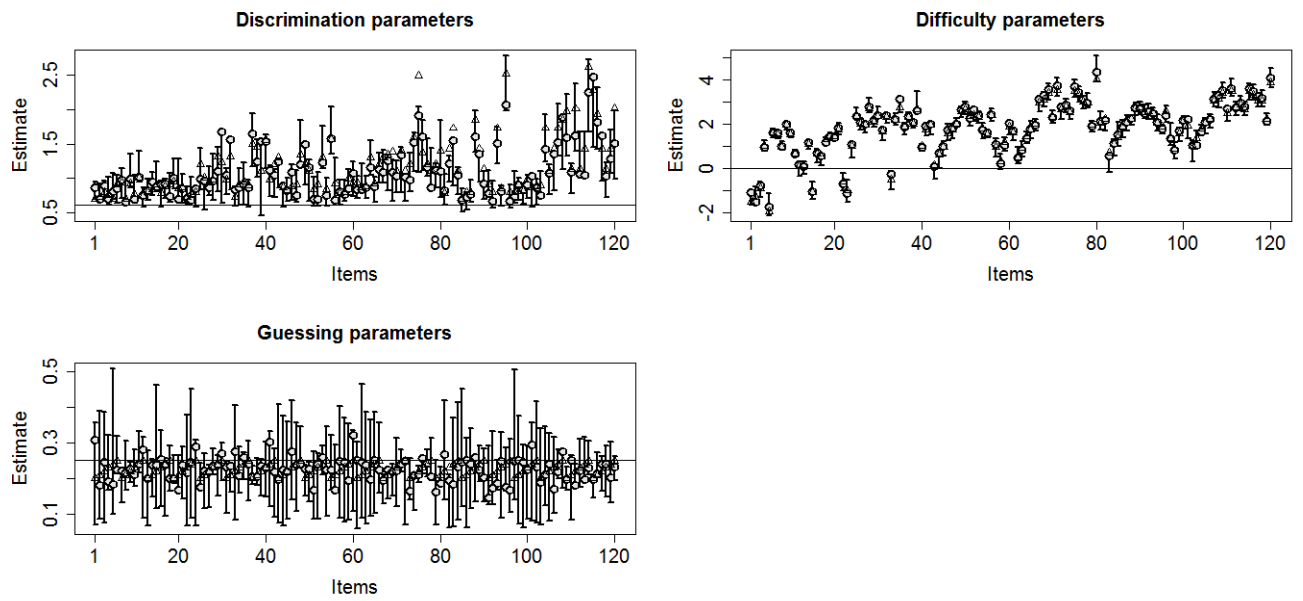 Discrimination parameters
Estimate
2.5
1.5
0.5
1 20 40 60 80 100 120
Items
Difficulty parameters
Estimate
4
2
0
-2
1 20 40 60 80 100 120
Items
Guessing parameters
Estimate
0.5
0.3
0.1
1 20 40 60 80 100 120
Items